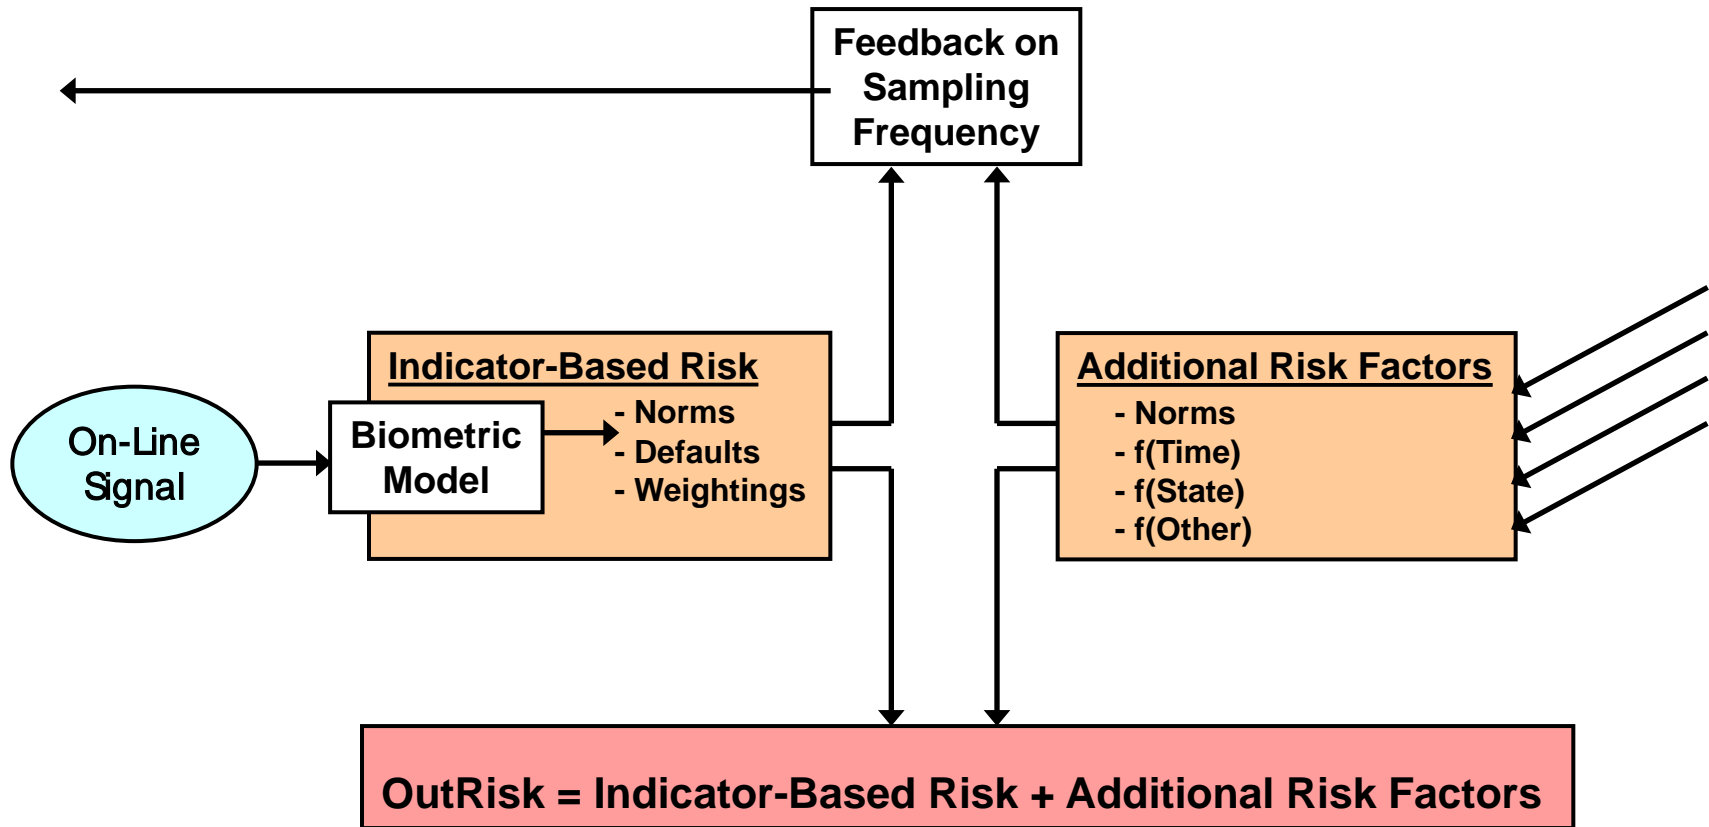 Feedback on
Sampling
Frequency
On-Line
Signal
Indicator-Based Risk
Biometric
Model
- Norms
- Defaults
- Weightings
Additional Risk Factors
- Norms
- f(Time)
- f(State)
- f(Other)
OutRisk = Indicator-Based Risk + Additional Risk Factors